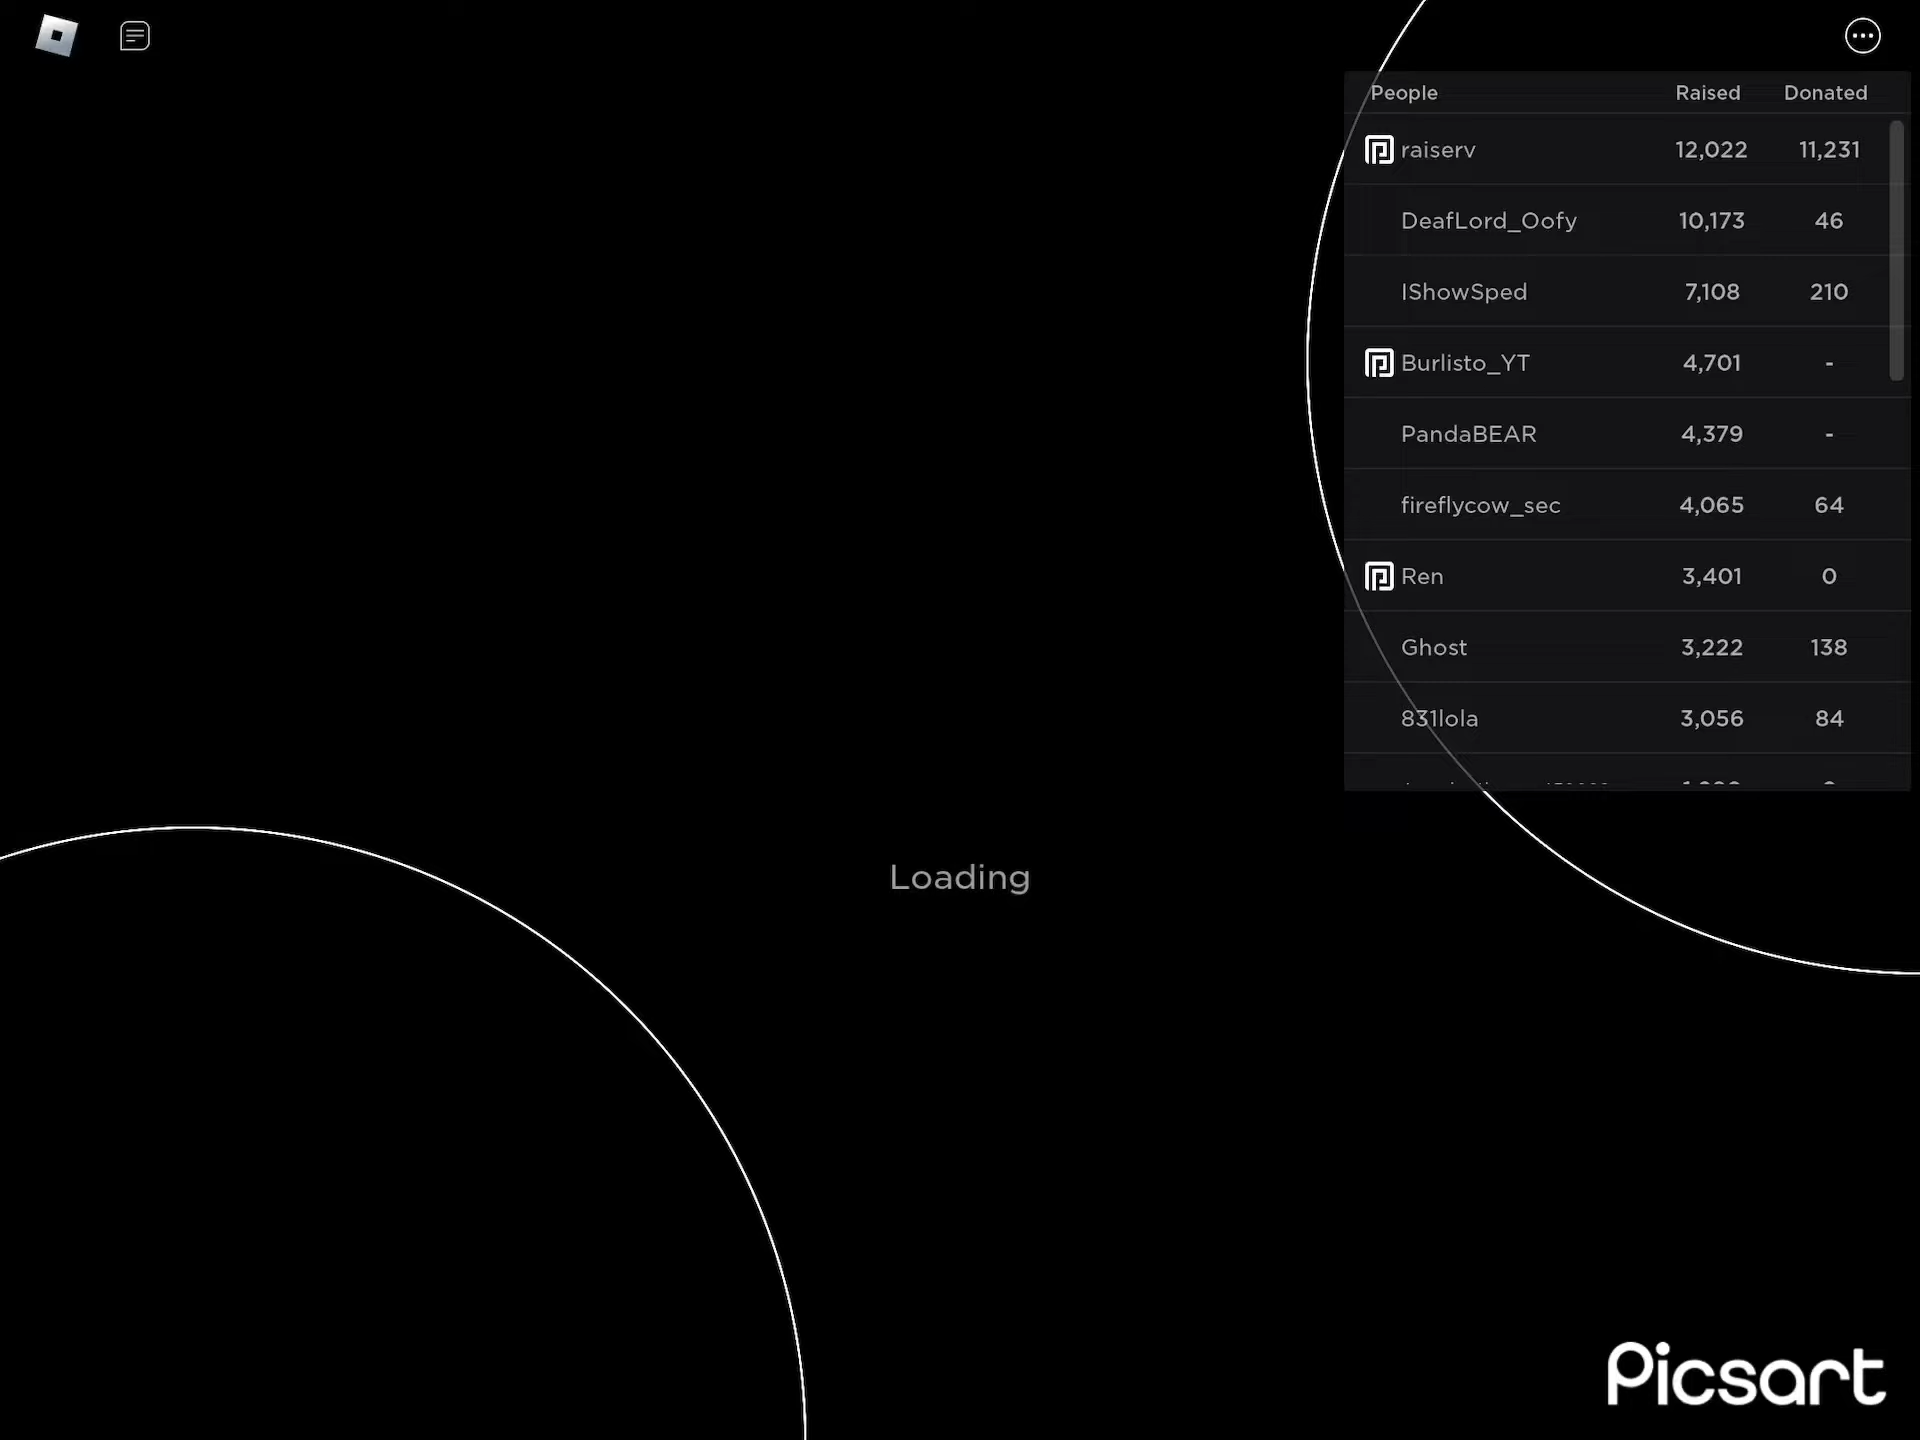 People Raised Donated
raiserv 12,022 11,231
DeafLord_Oofy 10,173 46
IShowSped 7,108 210
Burlisto_YT 4,701 -
PandaBEAR 4,379 -
fireflycow_sec 4,065 64
Ren 3,401 0
Ghost 3,222 138
831lola 3,056 84
Loading
Picsart